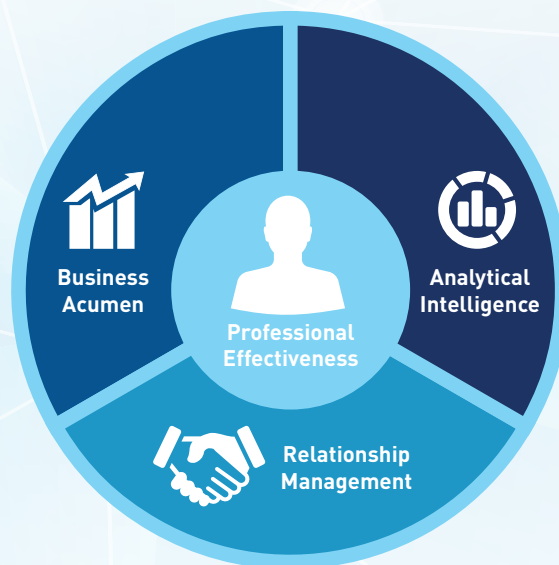 Business
Acumen
Analytical
Intelligence
Professional
Effectiveness
Relationship
Management